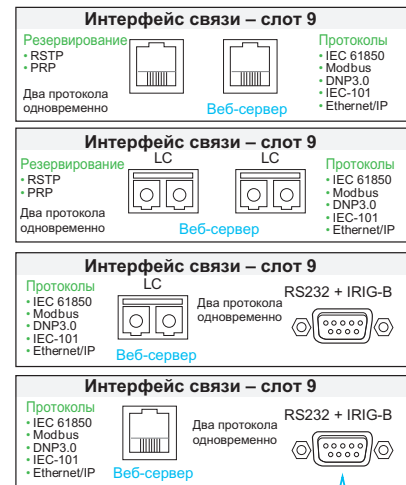 Интерфейс связи – слот 9
Резервирование
• RSTP
• PRP
Два протокола
одновременно
Веб-сервер
Протоколы
• IEC 61850
• Modbus
• DNP3.0
• IEC-101
• Ethernet/IP
Интерфейс связи – слот 9
Резервирование
• RSTP
• PRP
Два протокола
одновременно
LC
LC
Веб-сервер
Протоколы
• IEC 61850
• Modbus
• DNP3.0
• IEC-101
• Ethernet/IP
Интерфейс связи – слот 9
Протоколы
• IEC 61850
• Modbus
• DNP3.0
• IEC-101
• Ethernet/IP
LC
Веб-сервер
Два протокола
одновременно
RS232 + IRIG-B
Интерфейс связи – слот 9
Протоколы
• IEC 61850
• Modbus
• DNP3.0
• IEC-101
• Ethernet/IP
Веб-сервер
Два протокола
одновременно
RS232 + IRIG-B